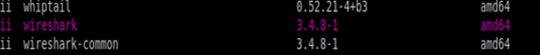 ii whiptail 0.52.21-4+b3 amd64
ii wireshark 3.4.8-1 amd64
ii wireshark-common 3.4.8-1 amd64